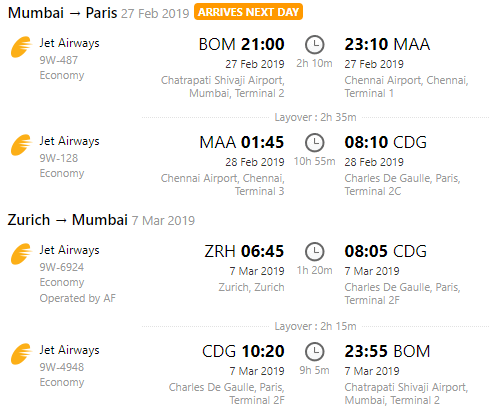 Mumbai → Paris 27 Feb 2019 ARRIVES NEXT DAY
Jet Airways
9W-487
Economy
BOM 21:00
27 Feb 2019
Chatrapati Shivaji Airport,
Mumbai, Terminal 2
2h 10m
23:10 MAA
27 Feb 2019
Chennai Airport, Chennai,
Terminal 1
Layover : 2h 35m
Jet Airways
9W-128
Economy
MAA 01:45
28 Feb 2019
Chennai Airport, Chennai,
Terminal 3
10h 55m
08:10 CDG
28 Feb 2019
Charles De Gaulle, Paris,
Terminal 2C
Zurich → Mumbai 7 Mar 2019
Jet Airways
9W-6924
Economy
Operated by AF
ZRH 06:45
7 Mar 2019
Zurich, Zurich
1h 20m
08:05 CDG
7 Mar 2019
Charles De Gaulle, Paris,
Terminal 2F
Layover : 2h 15m
Jet Airways
9W-4948
Economy
CDG 10:20
7 Mar 2019
Charles De Gaulle, Paris,
Terminal 2F
9h 5m
23:55 BOM
7 Mar 2019
Chatrapati Shivaji Airport,
Mumbai, Terminal 2